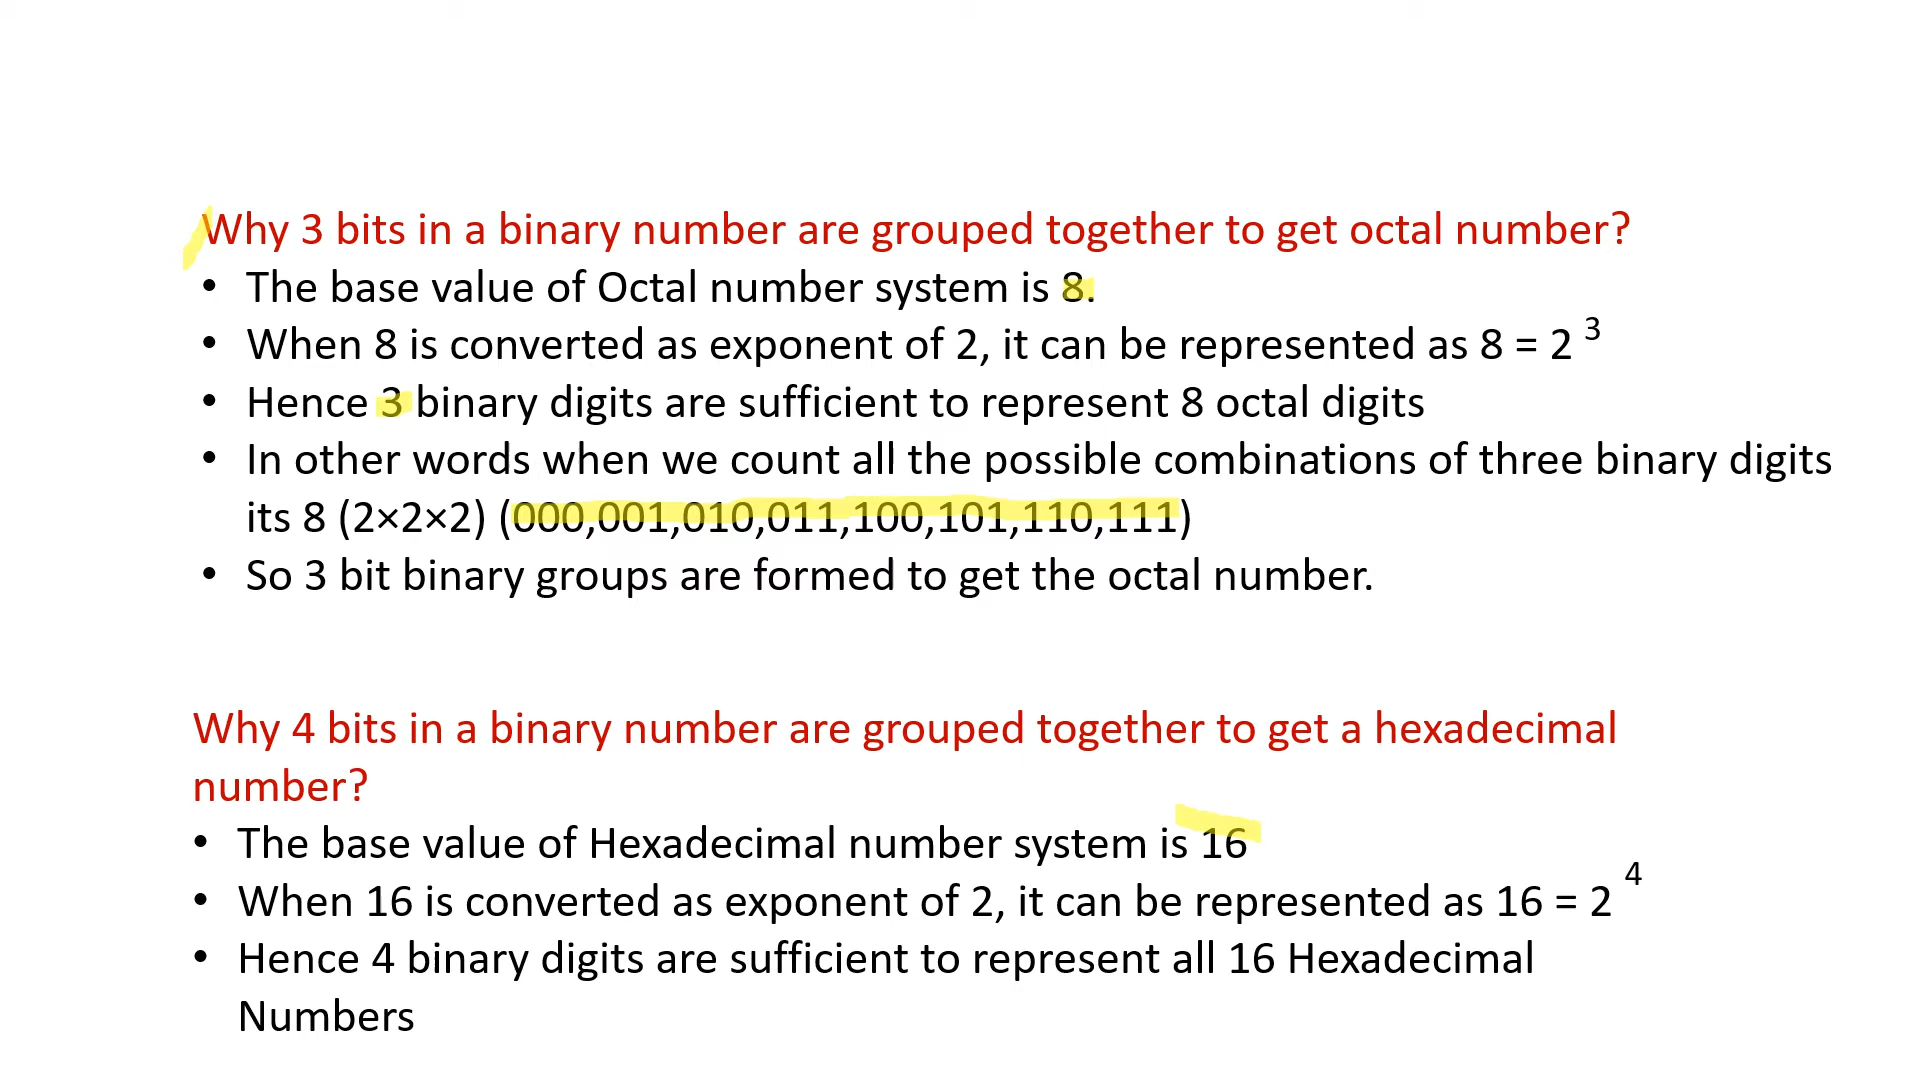 Why 3 bits in a binary number are grouped together to get octal number?
• The base value of Octal number system is 8.
• When 8 is converted as exponent of 2, it can be represented as 8 = 2 ³
• Hence 3 binary digits are sufficient to represent 8 octal digits
• In other words when we count all the possible combinations of three binary digits
its 8 (2×2×2) (000,001,010,011,100,101,110,111)
• So 3 bit binary groups are formed to get the octal number.
Why 4 bits in a binary number are grouped together to get a hexadecimal
number?
• The base value of Hexadecimal number system is 16
• When 16 is converted as exponent of 2, it can be represented as 16 = 2 ⁴
• Hence 4 binary digits are sufficient to represent all 16 Hexadecimal
Numbers